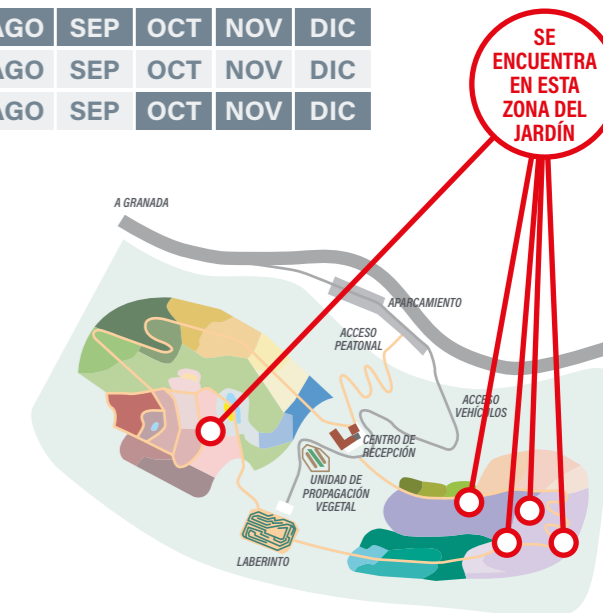 AGO SEP OCT NOV DIC
AGO SEP OCT NOV DIC
AGO SEP OCT NOV DIC
SE
ENCUENTRA
EN ESTA
ZONA DEL
JARDÍN
A GRANADA
APARCAMIENTO
ACCESO
PEATONAL
ACCESO
VEHÍCULOS
CENTRO DE
RECEPCIÓN
UNIDAD DE
PROPAGACIÓN
VEGETAL
LABERINTO